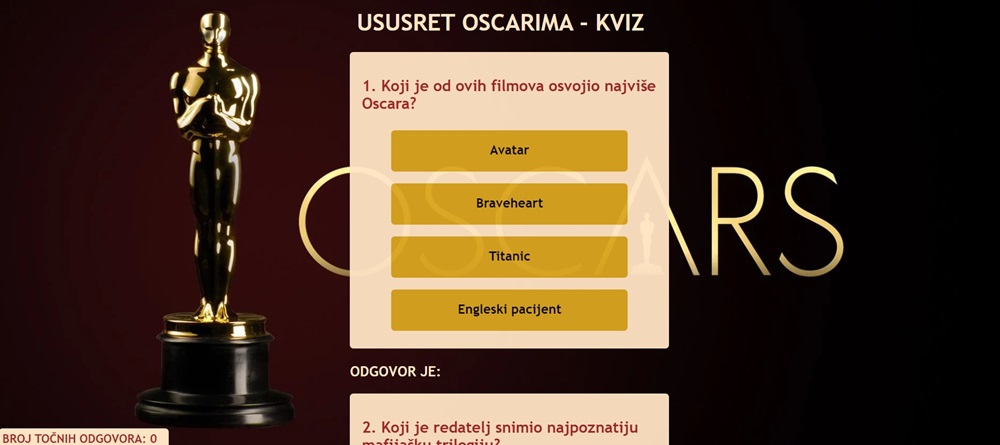 USUSRET OSCARIMA - KVIZ
1. Koji je od ovih filmova osvojio najviše
Oscara?
Avatar
Braveheart
OSCARS
Titanic
Engleski pacijent
ODGOVOR JE:
2. Koji je redatelj snimio najpoznatiju
mafijašku trilogiju?
BROJ TOČNIH ODGOVORA: 0